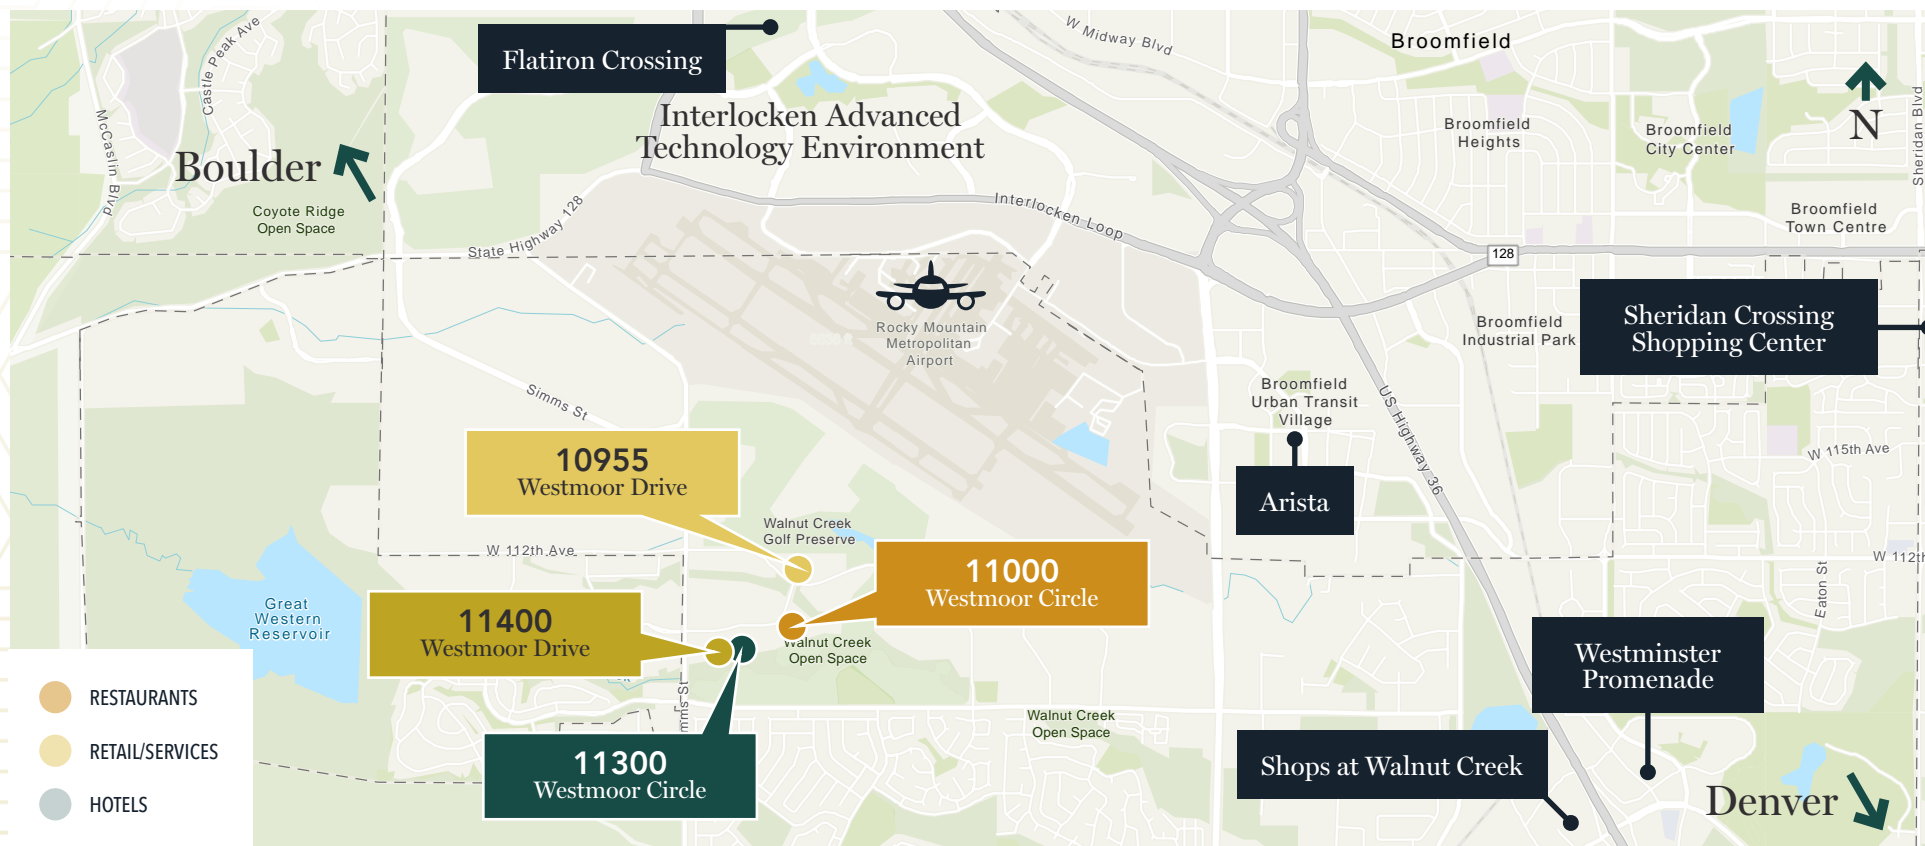 Flatiron Crossing
W Midway Blvd
Broomfield
Castle Peak Ave
McCaslin Blvd
Interlocken Advanced
Technology Environment
Broomfield
Heights
Broomfield
City Center
N
Sheridan Blvd
Boulder
Coyote Ridge
Open Space
State Highway 128
Interlocken Loop
Broomfield
Town Centre
128
Rocky Mountain
Metropolitan
Airport
Broomfield
Industrial Park
Sheridan Crossing
Shopping Center
Simms St
Broomfield
Urban Transit
Village
US Highway 36
W 115th Ave
10955
Westmoor Drive
Arista
Walnut Creek
Golf Preserve
W 112th Ave
W 112th
11000
Westmoor Circle
Eaton St
Great
Western
Reservoir
11400
Westmoor Drive
Walnut Creek
Open Space
Westminster
Promenade
mms St
Walnut Creek
Open Space
11300
Westmoor Circle
Shops at Walnut Creek
Denver
RESTAURANTS
RETAIL/SERVICES
HOTELS